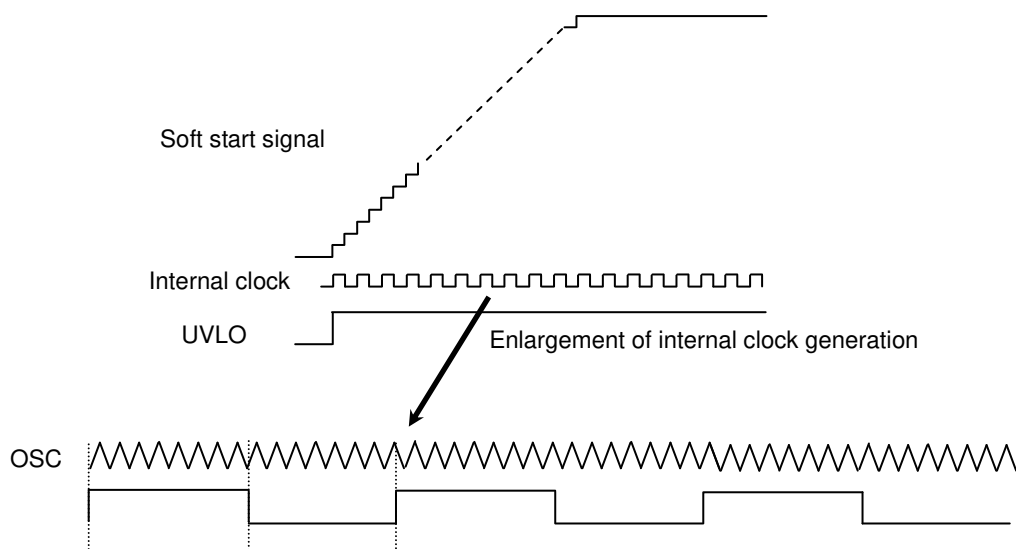 Soft start signal
Internal clock
UVLO
Enlargement of internal clock generation
OSC